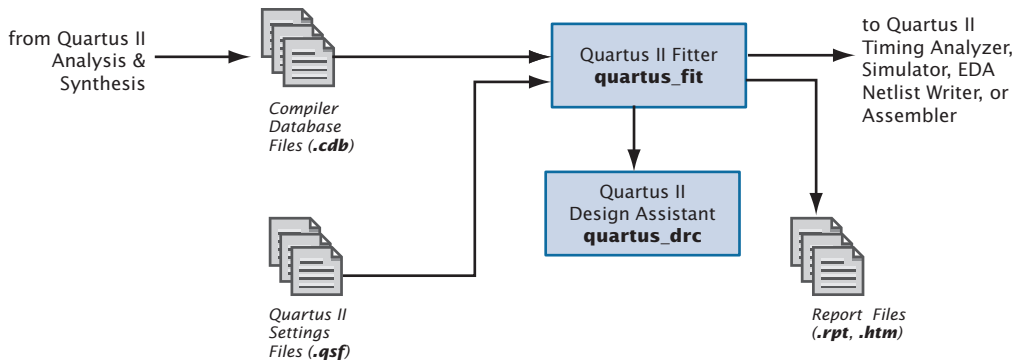 from Quartus II
Analysis &
Synthesis
Compiler
Database
Files (.cdb)
Quartus II Fitter
quartus_fit
to Quartus II
Timing Analyzer,
Simulator, EDA
Netlist Writer, or
Assembler
Quartus II
Design Assistant
quartus_drc
Quartus II
Settings
Files (.qsf)
Report Files
(.rpt, .htm)